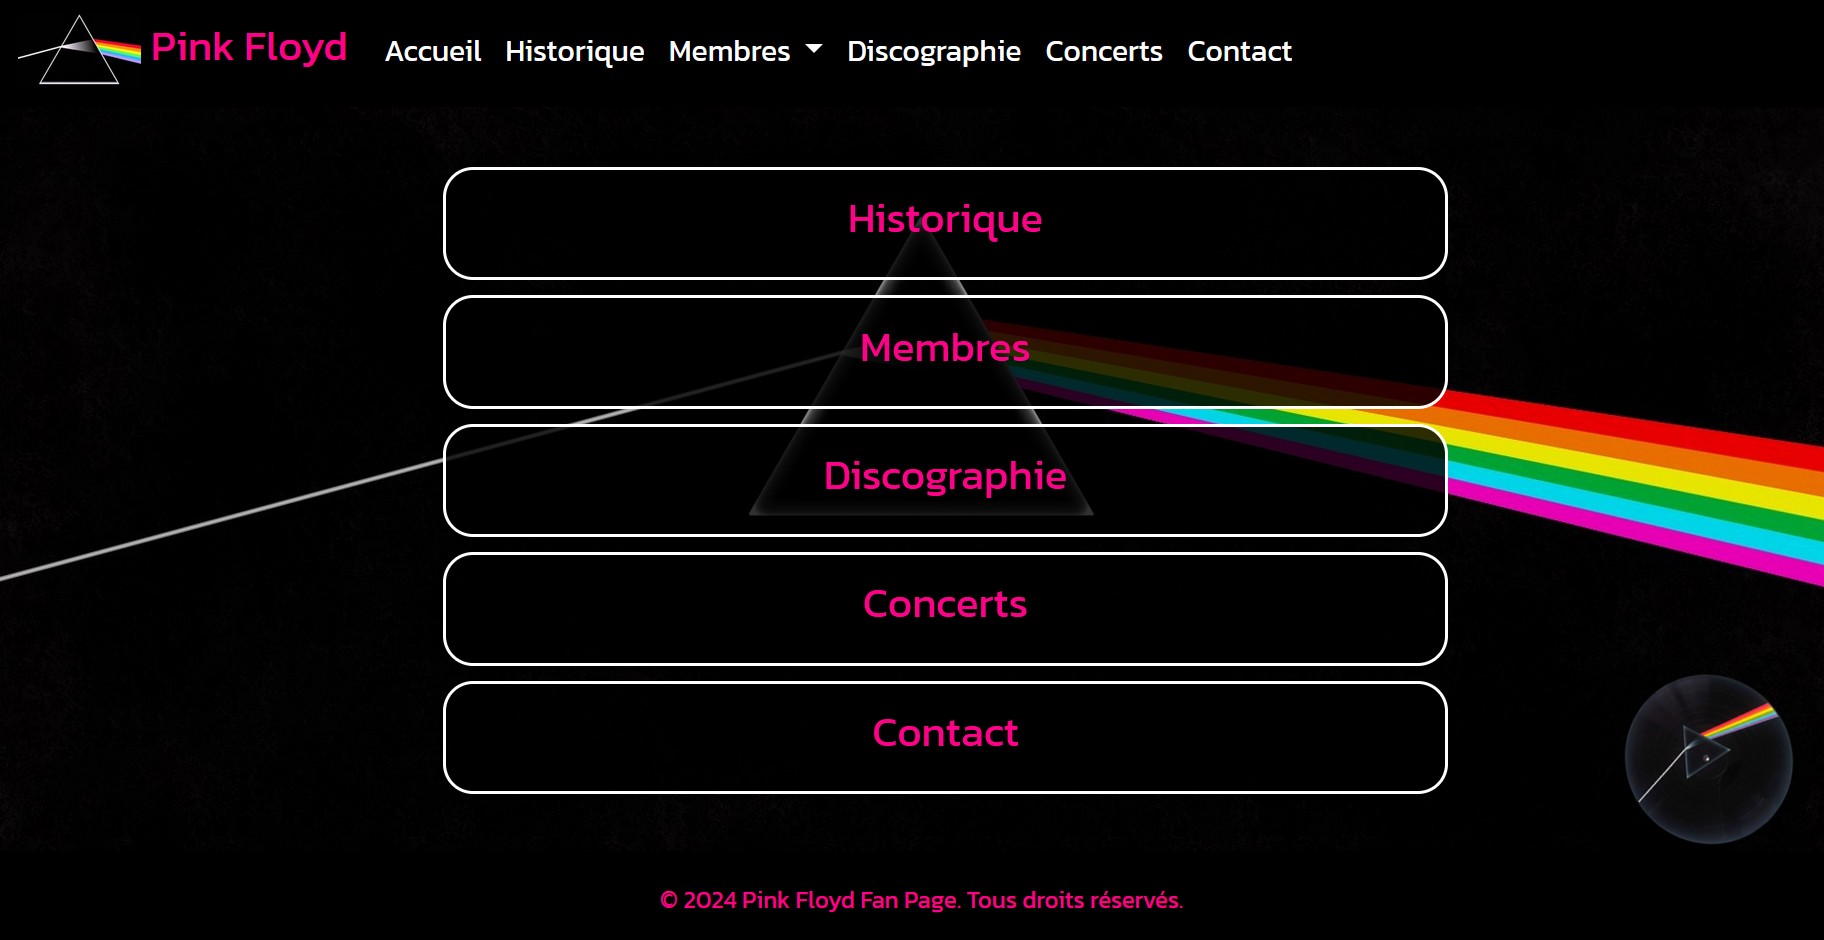 Pink Floyd Accueil Historique Membres Discographie Concerts Contact
Historique
Membres
Discographie
Concerts
Contact
© 2024 Pink Floyd Fan Page. Tous droits réservés.